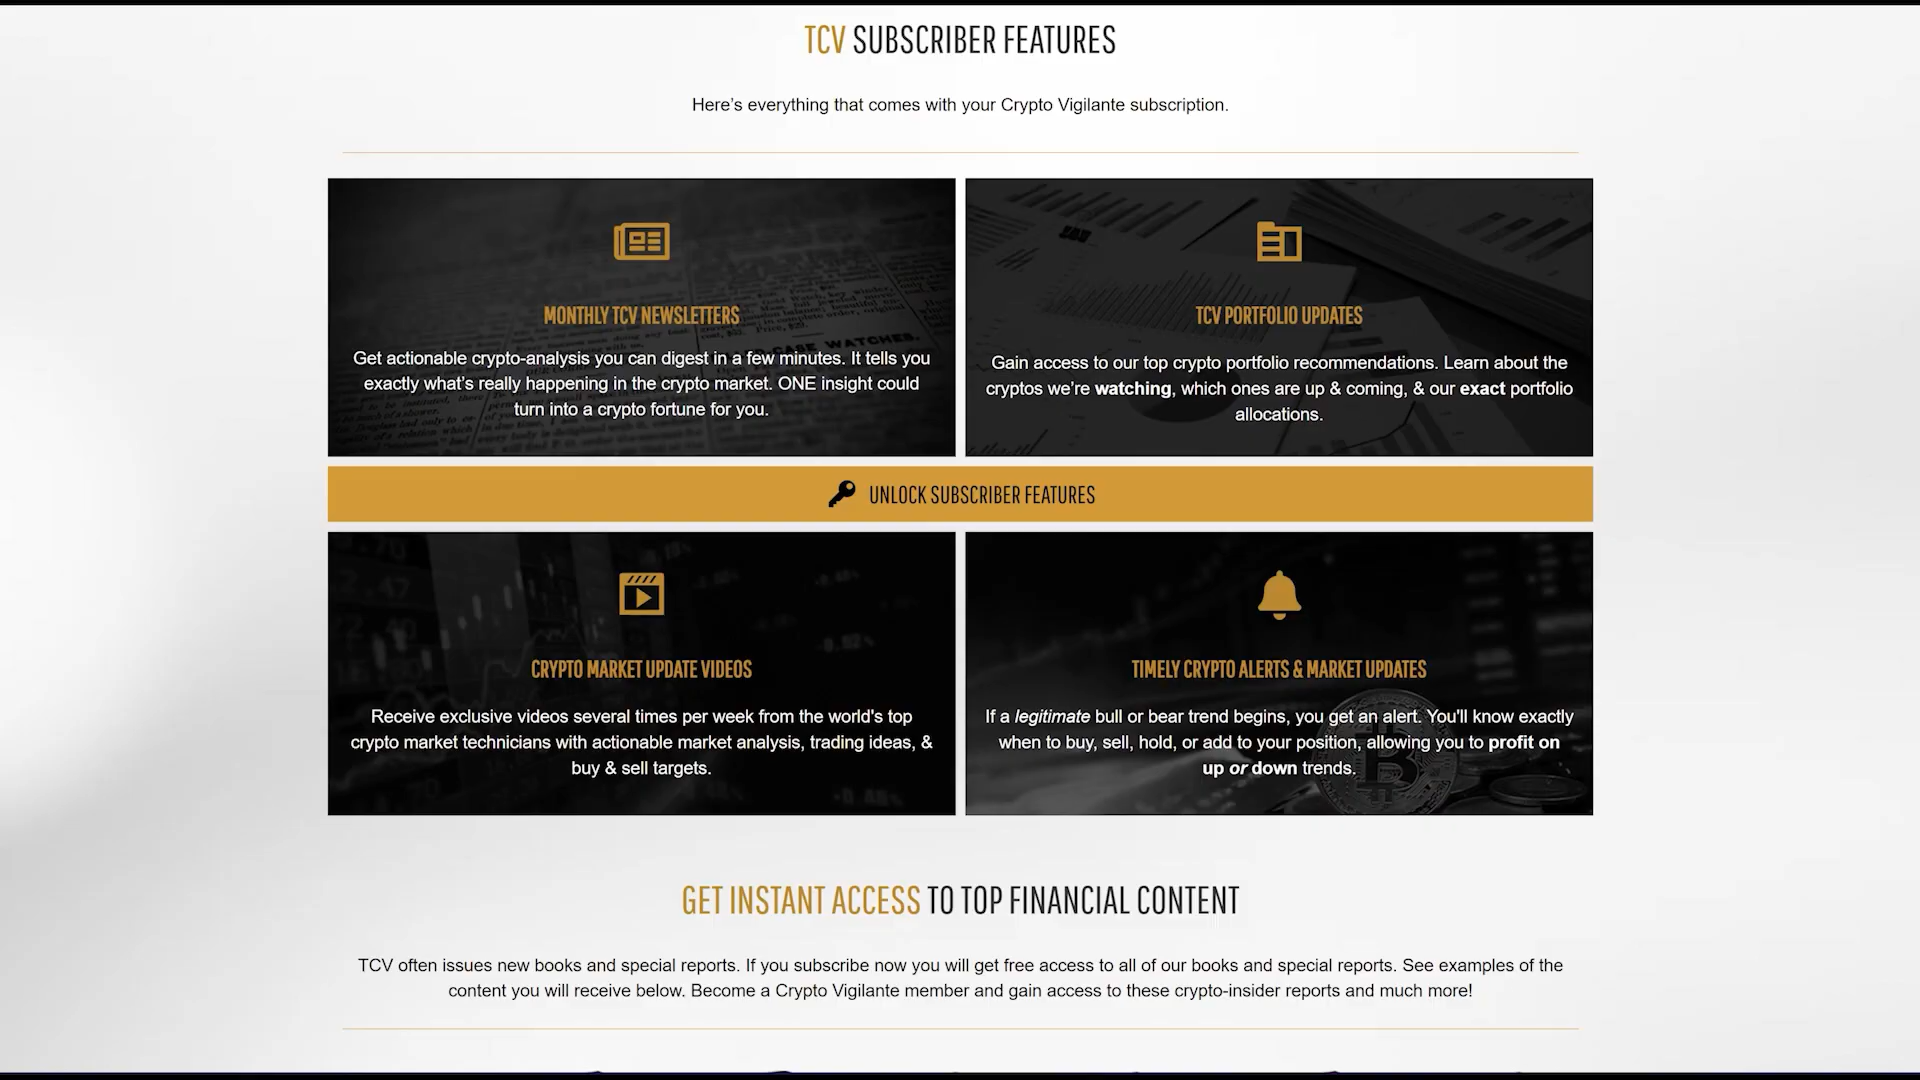 TCV SUBSCRIBER FEATURES
Here’s everything that comes with your Crypto Vigilante subscription.
MONTHLY TCV NEWSLETTERS
Get actionable crypto-analysis you can digest in a few minutes. It tells you
exactly what’s really happening in the crypto market. ONE insight could
turn into a crypto fortune for you.
TCV PORTFOLIO UPDATES
Gain access to our top crypto portfolio recommendations. Learn about the
cryptos we’re watching, which ones are up & coming, & our exact portfolio
allocations.
UNLOCK SUBSCRIBER FEATURES
CRYPTO MARKET UPDATE VIDEOS
Receive exclusive videos several times per week from the world's top
crypto market technicians with actionable market analysis, trading ideas, &
buy & sell targets.
TIMELY CRYPTO ALERTS & MARKET UPDATES
If a legitimate bull or bear trend begins, you get an alert. You'll know exactly
when to buy, sell, hold, or add to your position, allowing you to profit on
up or down trends.
GET INSTANT ACCESS TO TOP FINANCIAL CONTENT
TCV often issues new books and special reports. If you subscribe now you will get free access to all of our books and special reports. See examples of the
content you will receive below. Become a Crypto Vigilante member and gain access to these crypto-insider reports and much more!